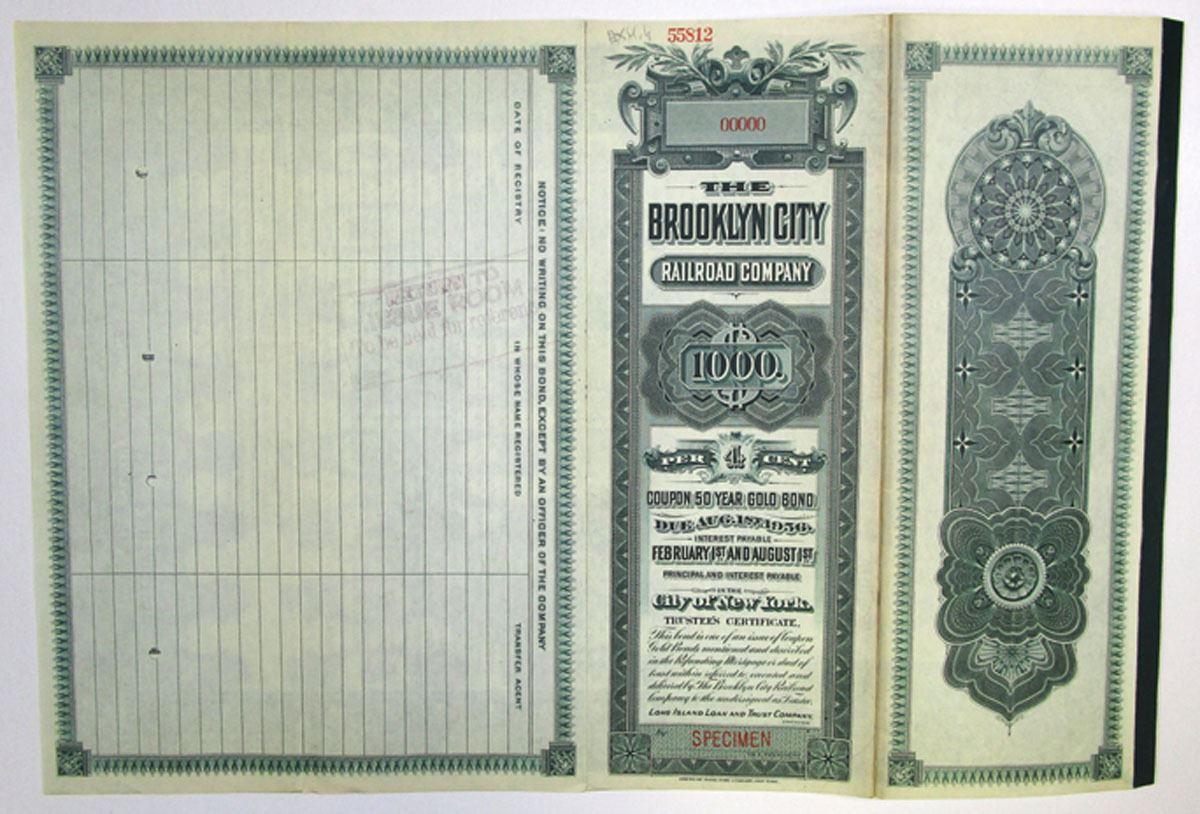 55812
00000
THE
BROOKLYN CITY
RAILROAD COMPANY
1000.
PER 4 CENT
COUPON 50 YEAR GOLD BOND
DUE AUG. 1ST, 1956.
INTEREST PAYABLE
FEBRUARY 1ST AND AUGUST 1ST
PRINCIPAL AND INTEREST PAYABLE
IN THE
City of New York.
TRUSTEE'S CERTIFICATE.
This bond is one of an issue of Coupon
Gold Bonds mentioned and described
in the Refunding Mortgage or deed of
trust within referred to, executed and
delivered by The Brooklyn City Railroad
Company to the undersigned as Trustee.
LONG ISLAND LOAN AND TRUST COMPANY,
By
SPECIMEN
NOTICE: NO WRITING ON THIS BOND, EXCEPT BY AN OFFICER OF THE COMPANY
DATE OF REGISTRY
IN WHOSE NAME REGISTERED
TRANSFER AGENT
RETURN TO
ISSUE ROOM